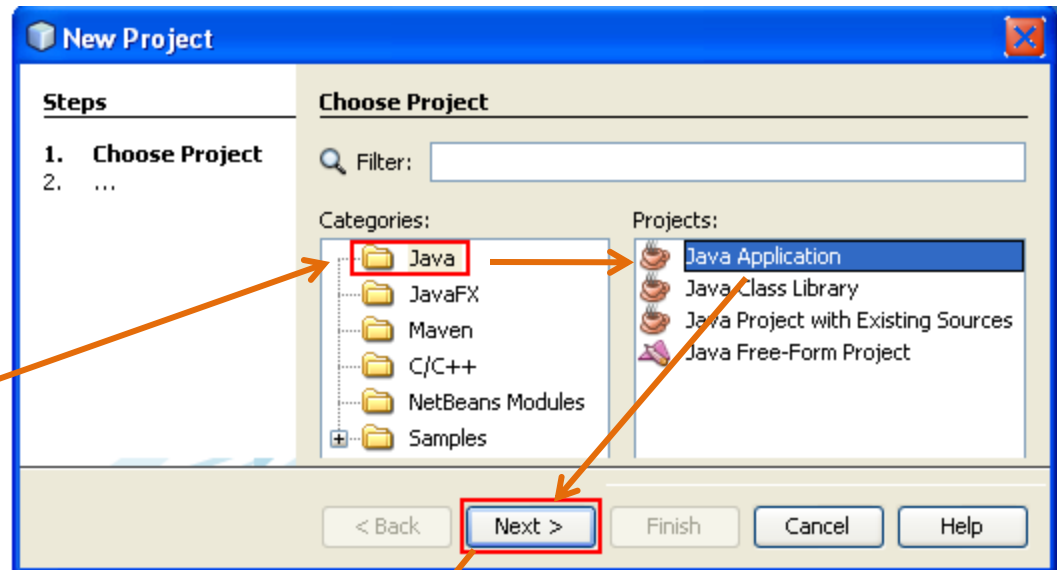 New Project
Steps
1. Choose Project
2. ...
Choose Project
Filter:
Categories:
Java
JavaFX
Maven
C/C++
NetBeans Modules
Samples
Projects:
Java Application
Java Class Library
Java Project with Existing Sources
Java Free-Form Project
< Back
Next >
Finish
Cancel
Help